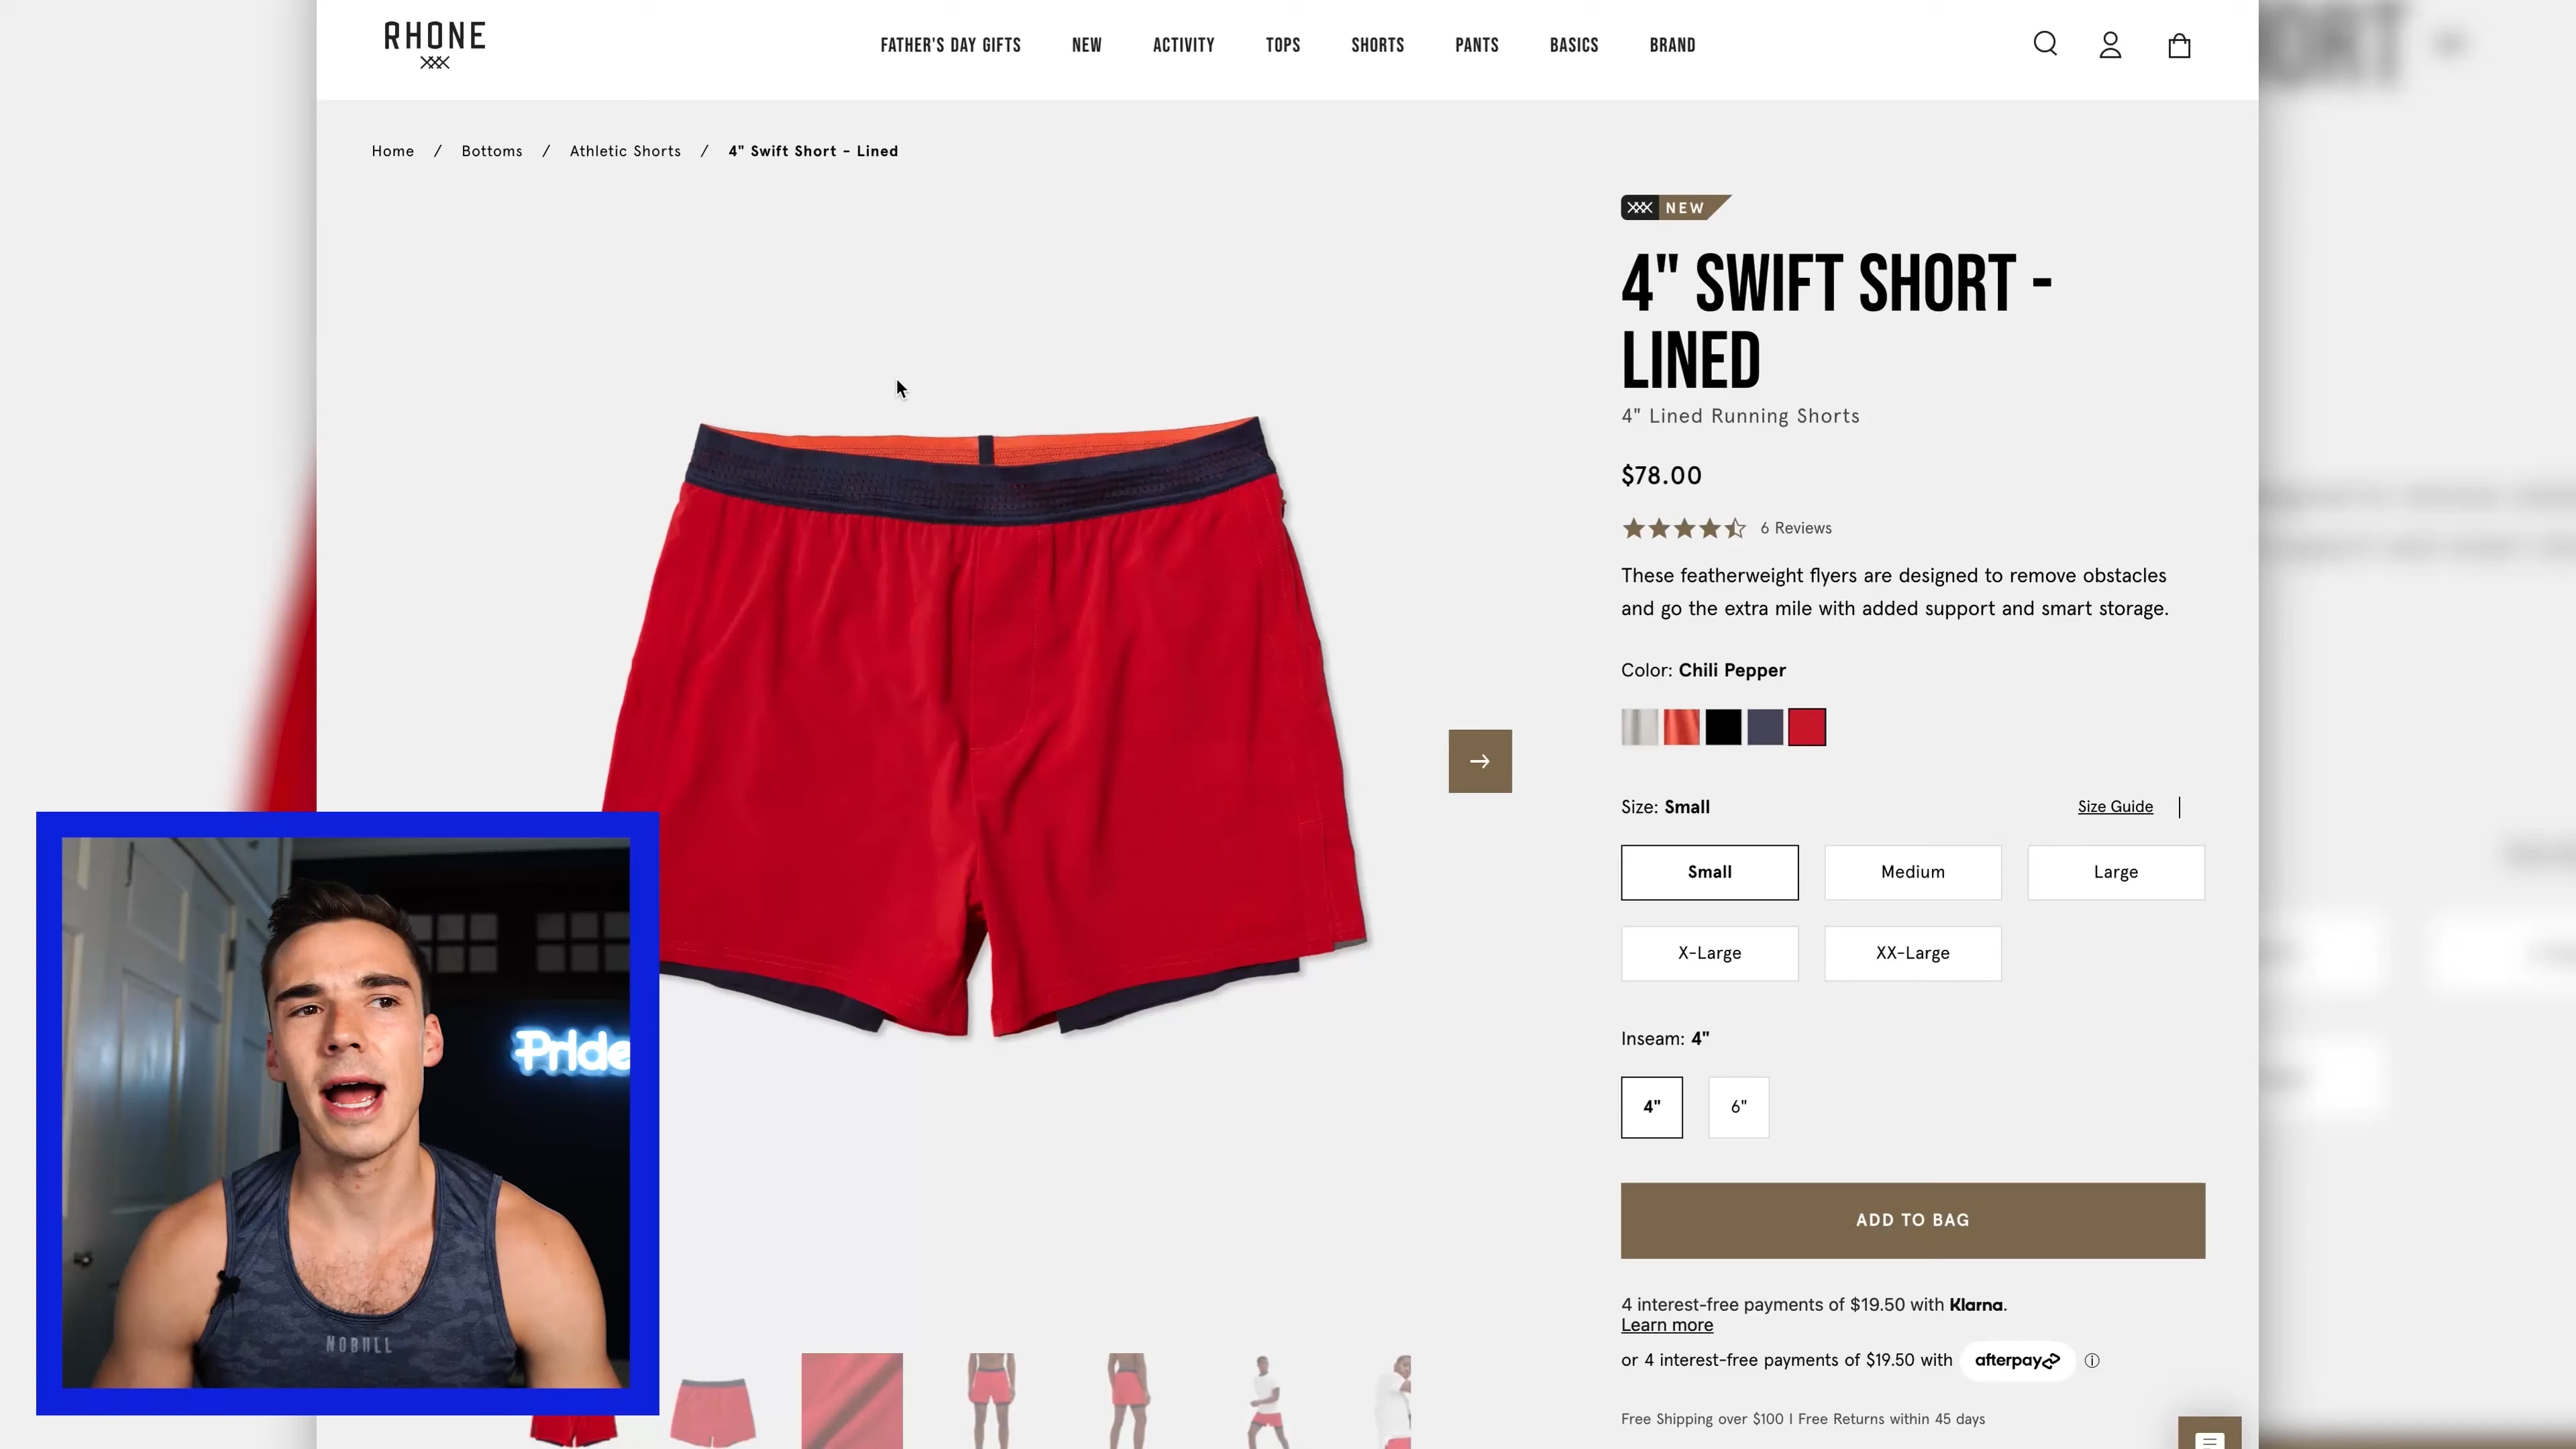 RHONE
FATHER'S DAY GIFTS NEW ACTIVITY TOPS SHORTS PANTS BASICS BRAND
Home / Bottoms / Athletic Shorts / 4" Swift Short - Lined
NEW
4" SWIFT SHORT -
LINED
4" Lined Running Shorts
$78.00
6 Reviews
These featherweight flyers are designed to remove obstacles
and go the extra mile with added support and smart storage.
Color: Chili Pepper
Size: Small Size Guide |
Small Medium Large
X-Large XX-Large
Inseam: 4"
4" 6"
ADD TO BAG
4 interest-free payments of $19.50 with Klarna.
Learn more
or 4 interest-free payments of $19.50 with afterpay
Free Shipping over $100 | Free Returns within 45 days
Pride
NOBULL